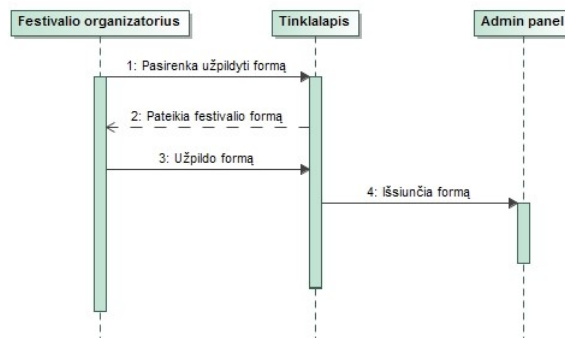 Festivalio organizatorius
Tinklalapis
Admin panel
1: Pasirenka užpildyti formą
2: Pateikia festivalio formą
3: Užpildo formą
4: Išsiunčia formą